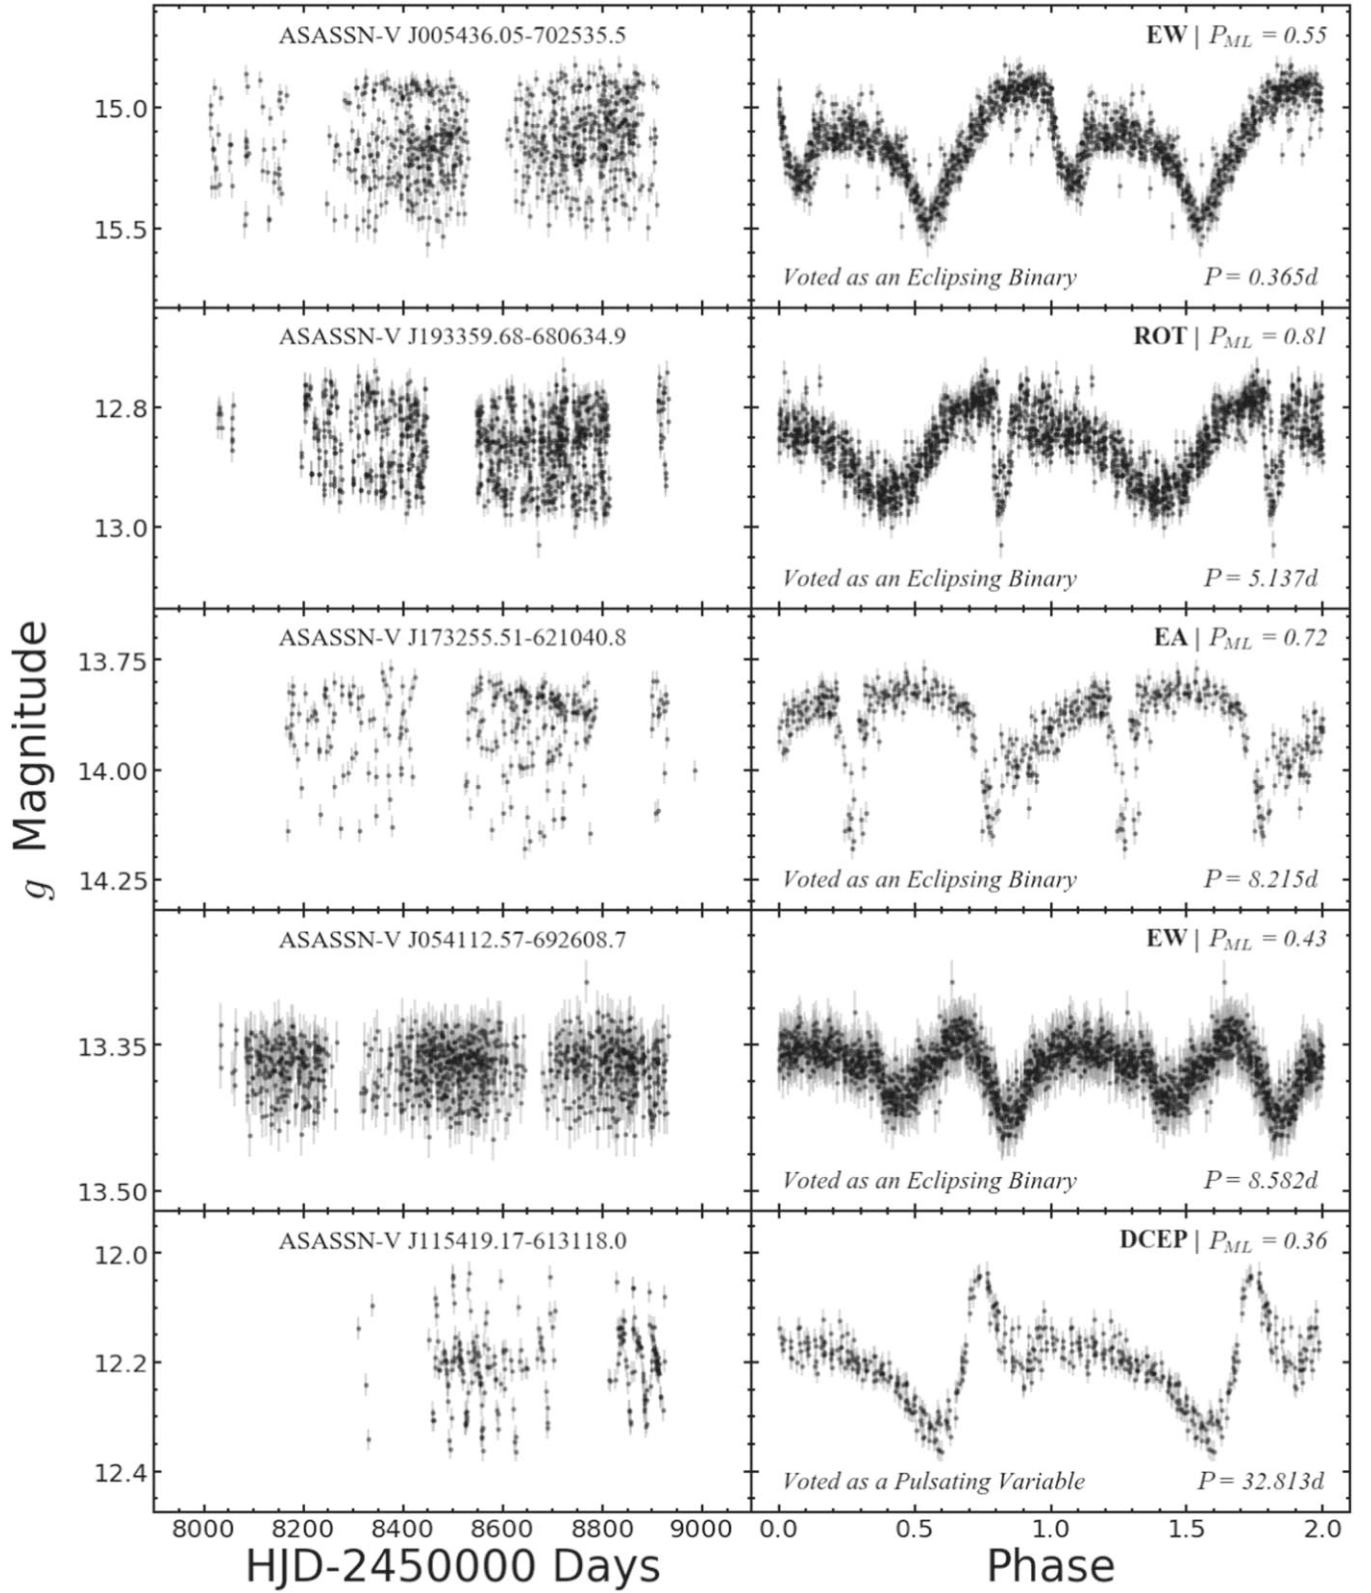 ASASSN-V J005436.05-702535.5
EW | P_ML = 0.55
15.0
15.5
Voted as an Eclipsing Binary
P = 0.365d
ASASSN-V J193359.68-680634.9
ROT | P_ML = 0.81
12.8
13.0
Voted as an Eclipsing Binary
P = 5.137d
ASASSN-V J173255.51-621040.8
EA | P_ML = 0.72
13.75
14.00
14.25
Voted as an Eclipsing Binary
P = 8.215d
g Magnitude
ASASSN-V J054112.57-692608.7
EW | P_ML = 0.43
13.35
13.50
Voted as an Eclipsing Binary
P = 8.582d
ASASSN-V J115419.17-613118.0
DCEP | P_ML = 0.36
12.0
12.2
12.4
Voted as a Pulsating Variable
P = 32.813d
8000 8200 8400 8600 8800 9000
0.0 0.5 1.0 1.5 2.0
HJD-2450000 Days
Phase